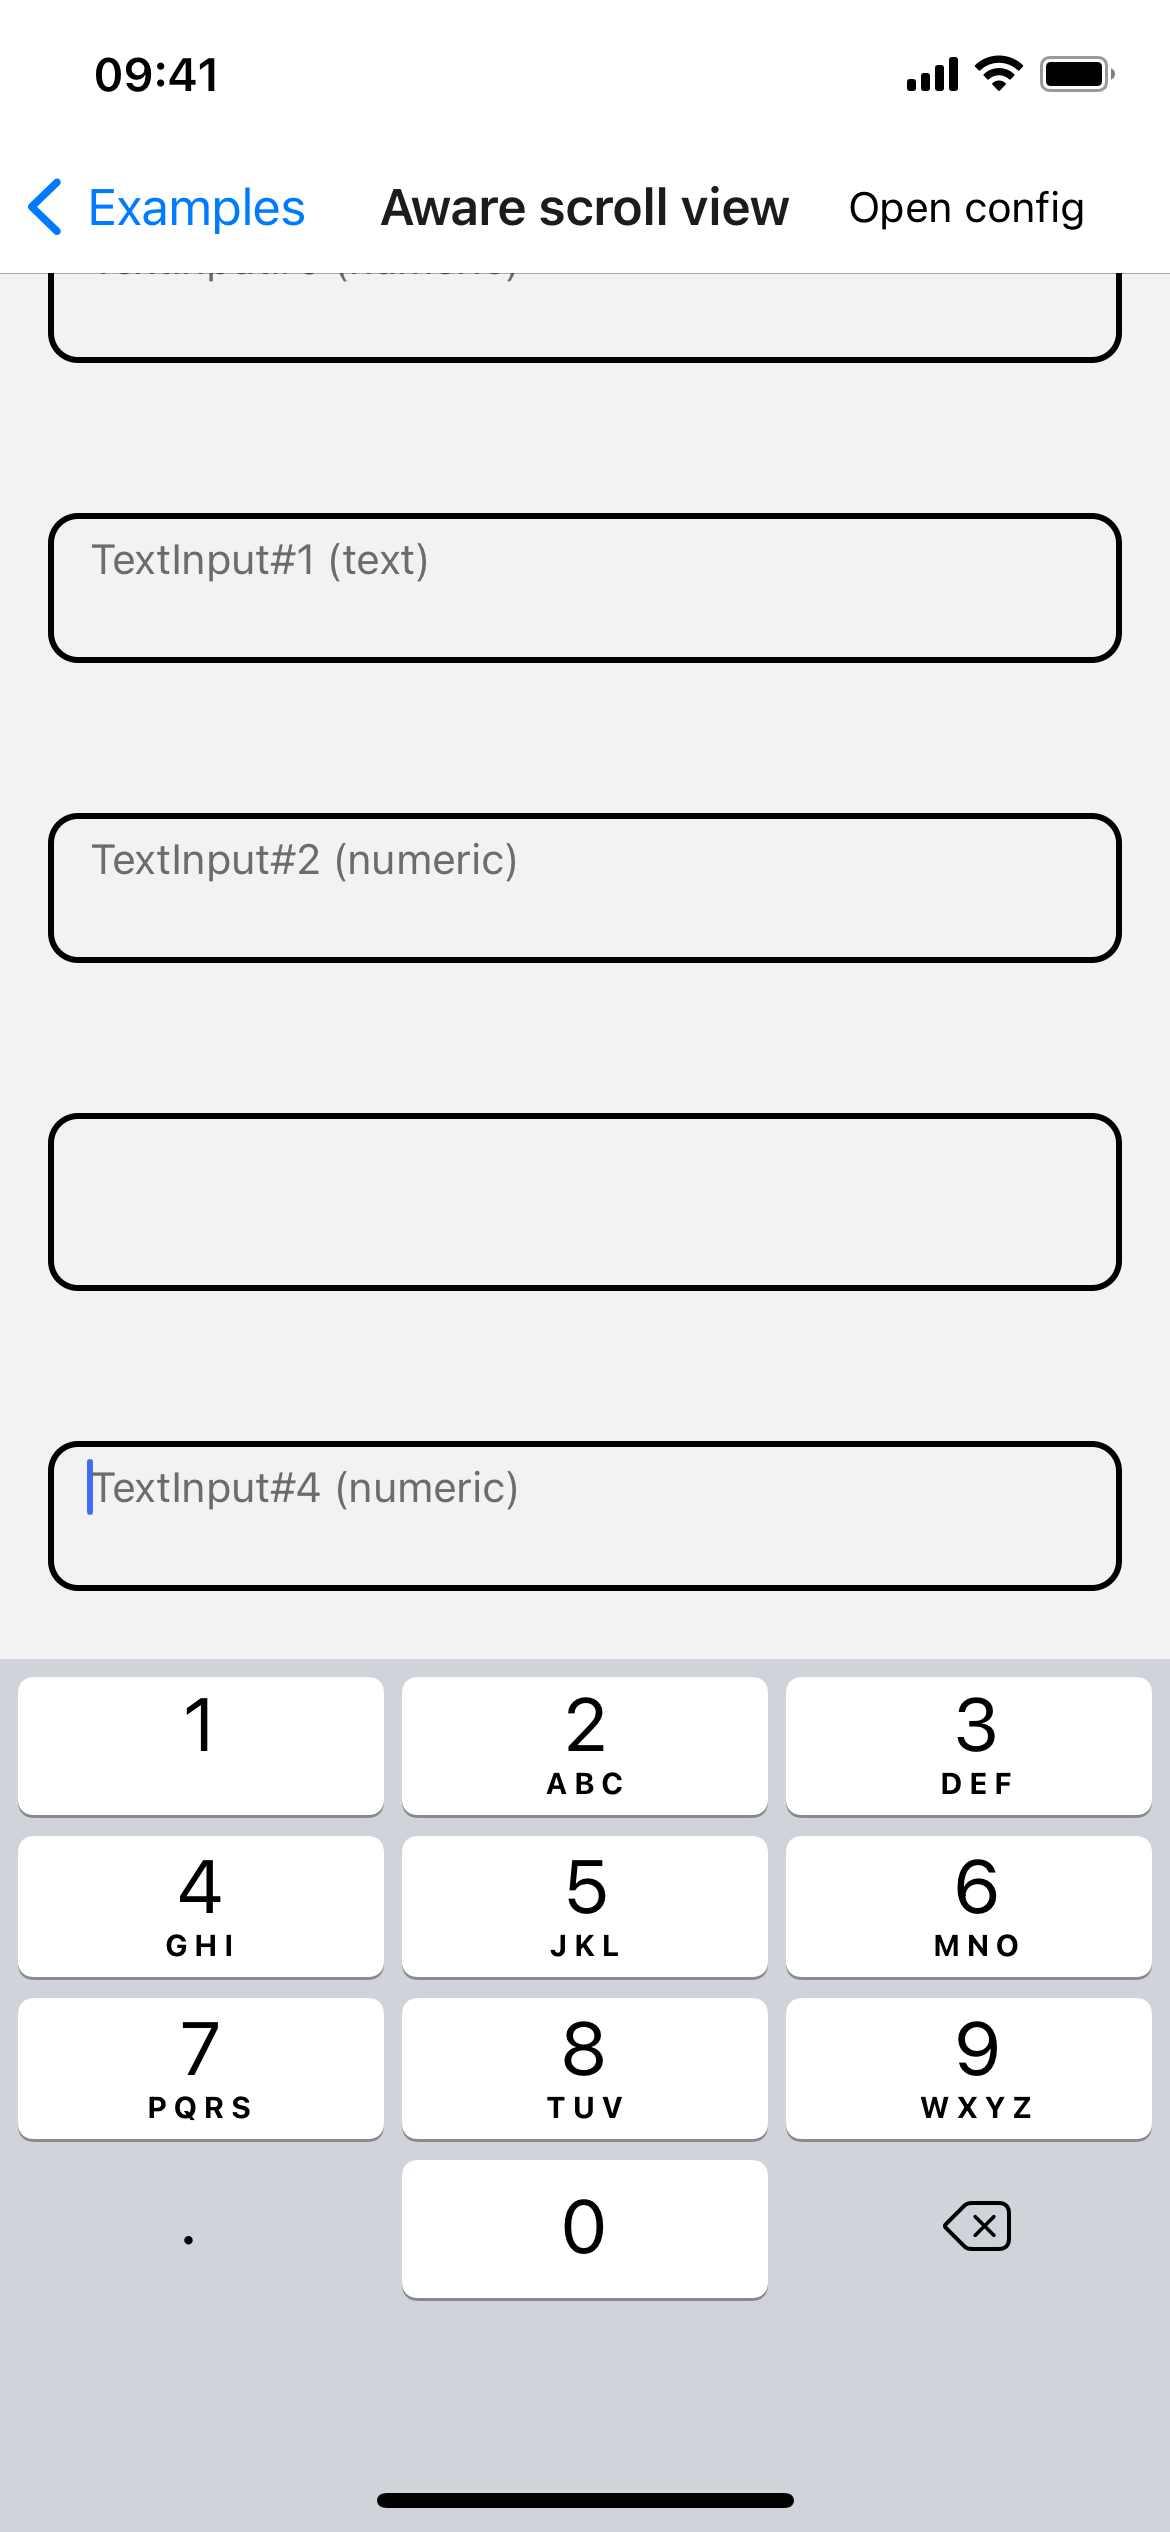 09:41
Examples
Aware scroll view
Open config
TextInput#1 (text)
TextInput#2 (numeric)
TextInput#4 (numeric)
1
2
ABC
3
DEF
4
GHI
5
JKL
6
MNO
7
PQRS
8
TUV
9
WXYZ
.
0